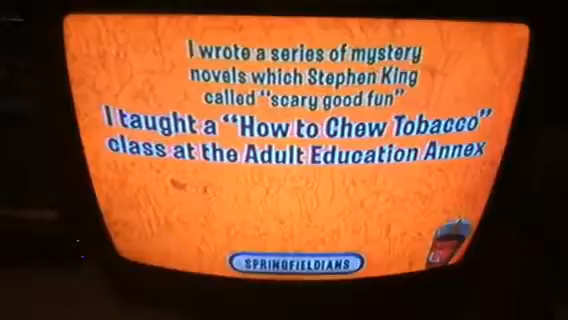 I wrote a series of mystery
novels which Stephen King
called "scary good fun"
I taught a "How to Chew Tobacco"
class at the Adult Education Annex
SPRINGFIELDIANS